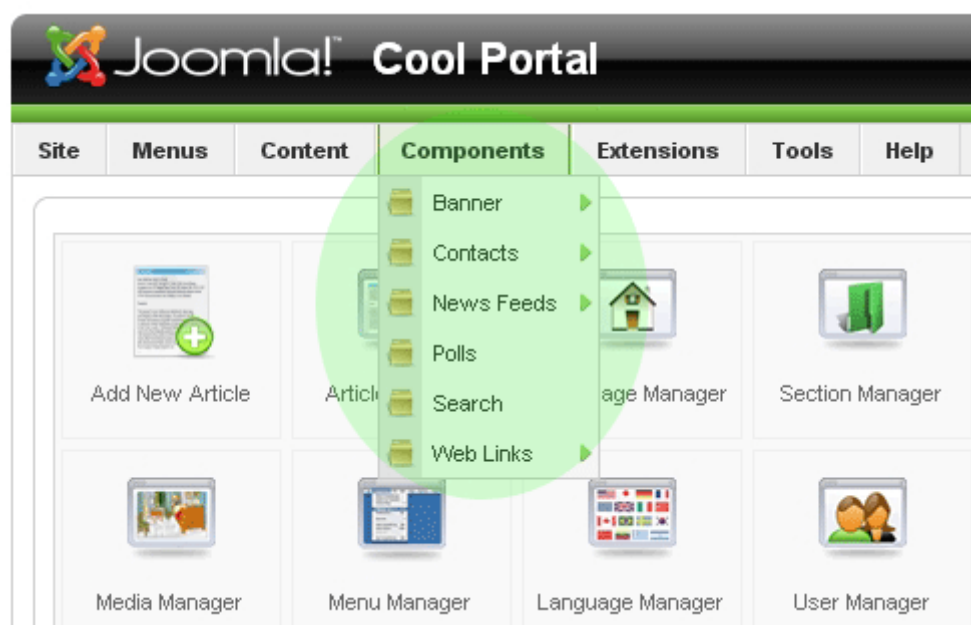 Joomla!™ Cool Portal
Site Menus Content Components Extensions Tools Help
Banner
Contacts
News Feeds
Polls
Search
Web Links
Add New Article
Section Manager
Media Manager
Menu Manager
Language Manager
User Manager